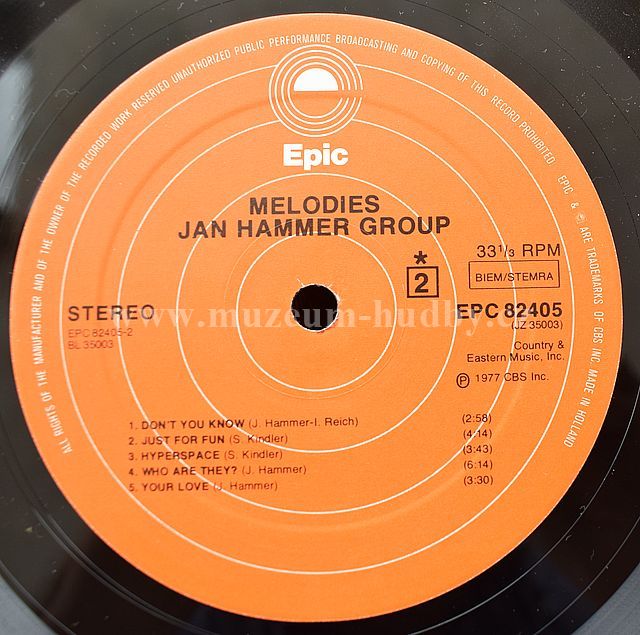 ALL RIGHTS OF THE MANUFACTURER AND OF THE OWNER OF THE RECORDED WORK RESERVED UNAUTHORIZED PUBLIC PERFORMANCE BROADCASTING AND COPYING OF THIS RECORD PROHIBITED EPIC & ARE TRADEMARKS OF CBS INC. MADE IN HOLLAND
Epic
MELODIES
JAN HAMMER GROUP
* 33 1/3 RPM
2 BIEM/STEMRA
STEREO EPC 82405
EPC 82405-2 (JZ 35003)
BL 35003
www.muzeum-hudby.cz
Country &
Eastern Music, Inc.
Ⓟ 1977 CBS Inc.
1. DON'T YOU KNOW (J. Hammer-I. Reich) (2:58)
2. JUST FOR FUN (S. Kindler) (4:14)
3. HYPERSPACE (S. Kindler) (3:43)
4. WHO ARE THEY? (J. Hammer) (6:14)
5. YOUR LOVE (J. Hammer) (3:30)